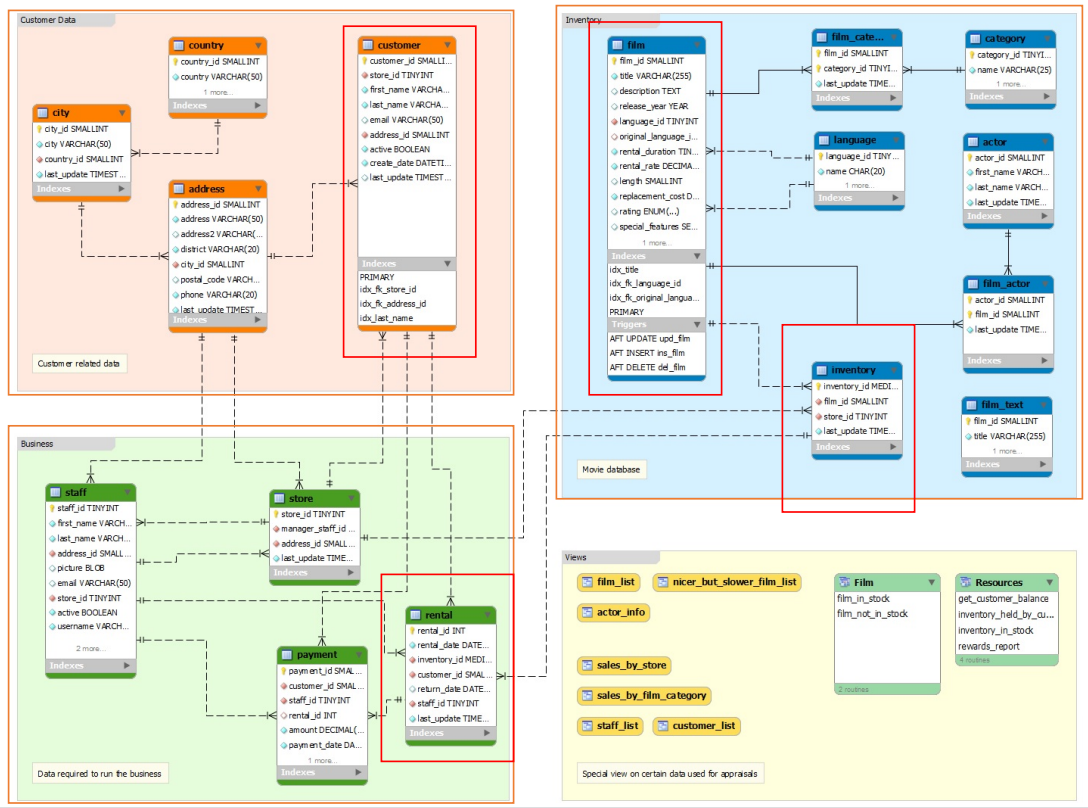 Customer Data
country
country_id SMALLINT
country VARCHAR(50)
1 more...
Indexes
customer
customer_id SMALLI...
store_id TINYINT
first_name VARCHA...
last_name VARCHA...
email VARCHAR(50)
address_id SMALLINT
active BOOLEAN
create_date DATETI...
last_update TIMEST...
Indexes
PRIMARY
idx_fk_store_id
idx_fk_address_id
idx_last_name
city
city_id SMALLINT
city VARCHAR(50)
country_id SMALLINT
last_update TIMEST...
Indexes
address
address_id SMALLINT
address VARCHAR(50)
address2 VARCHAR(...
district VARCHAR(20)
city_id SMALLINT
postal_code VARCH...
phone VARCHAR(20)
last_update TIMEST...
Indexes
Customer related data
Inventory
film
film_id SMALLINT
title VARCHAR(255)
description TEXT
release_year YEAR
language_id TINYINT
original_language_i...
rental_duration TIN...
rental_rate DECIMA...
length SMALLINT
replacement_cost D...
rating ENUM(...)
special_features SE...
1 more...
Indexes
idx_title
idx_fk_language_id
idx_fk_original_langua...
PRIMARY
Triggers
AFT UPDATE upd_film
AFT INSERT ins_film
AFT DELETE del_film
film_cate...
film_id SMALLINT
category_id TINYI...
last_update TIME...
Indexes
category
category_id TINYI...
name VARCHAR(25)
1 more...
Indexes
language
language_id TINY...
name CHAR(20)
1 more...
Indexes
actor
actor_id SMALLINT
first_name VARCH...
last_name VARCH...
last_update TIME...
Indexes
film_actor
actor_id SMALLINT
film_id SMALLINT
last_update TIME...
Indexes
inventory
inventory_id MEDI...
film_id SMALLINT
store_id TINYINT
last_update TIME...
Indexes
film_text
film_id SMALLINT
title VARCHAR(255)
1 more...
Indexes
Movie database
Business
staff
staff_id TINYINT
first_name VARCH...
last_name VARCH...
address_id SMALL...
picture BLOB
email VARCHAR(50)
store_id TINYINT
active BOOLEAN
username VARCH...
2 more...
Indexes
store
store_id TINYINT
manager_staff_id ...
address_id SMALL...
last_update TIME...
Indexes
payment
payment_id SMAL...
customer_id SMAL...
staff_id TINYINT
rental_id INT
amount DECIMAL(...
payment_date DA...
1 more...
Indexes
rental
rental_id INT
rental_date DATE...
inventory_id MEDI...
customer_id SMAL...
return_date DATE...
staff_id TINYINT
last_update TIME...
Indexes
Data required to run the business
Views
film_list
nicer_but_slower_film_list
actor_info
sales_by_store
sales_by_film_category
staff_list
customer_list
Film
film_in_stock
film_not_in_stock
2 routines
Resources
get_customer_balance
inventory_held_by_cu...
inventory_in_stock
rewards_report
4 routines
Special view on certain data used for appraisals